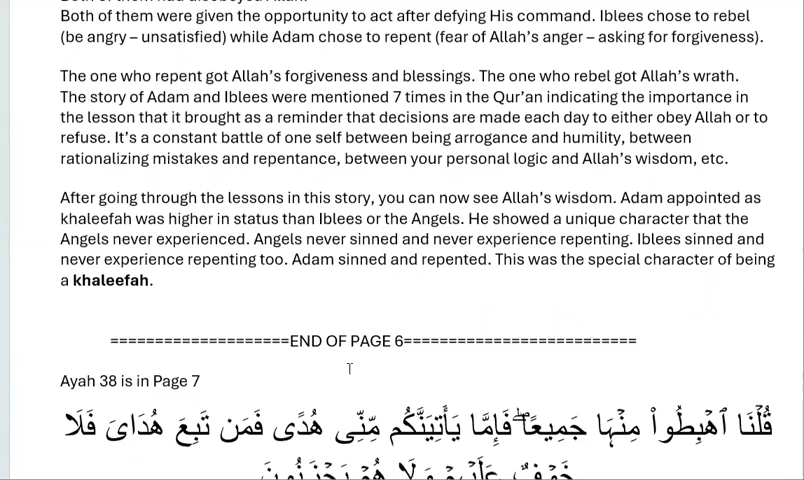 Both of them were given the opportunity to act after defying His command. Iblees chose to rebel
(be angry – unsatisfied) while Adam chose to repent (fear of Allah’s anger – asking for forgiveness).
The one who repent got Allah’s forgiveness and blessings. The one who rebel got Allah’s wrath.
The story of Adam and Iblees were mentioned 7 times in the Qur’an indicating the importance in
the lesson that it brought as a reminder that decisions are made each day to either obey Allah or to
refuse. It’s a constant battle of one self between being arrogance and humility, between
rationalizing mistakes and repentance, between your personal logic and Allah’s wisdom, etc.
After going through the lessons in this story, you can now see Allah’s wisdom. Adam appointed as
khaleefah was higher in status than Iblees or the Angels. He showed a unique character that the
Angels never experienced. Angels never sinned and never experience repenting. Iblees sinned and
never experience repenting too. Adam sinned and repented. This was the special character of being
a khaleefah.
====================END OF PAGE 6==========================
Ayah 38 is in Page 7
قُلْنَا ٱهْبِطُوا۟ مِنْهَا جَمِيعًۭا ۖ فَإِمَّا يَأْتِيَنَّكُم مِّنِّى هُدًۭى فَمَن تَبِعَ هُدَاىَ فَلَا